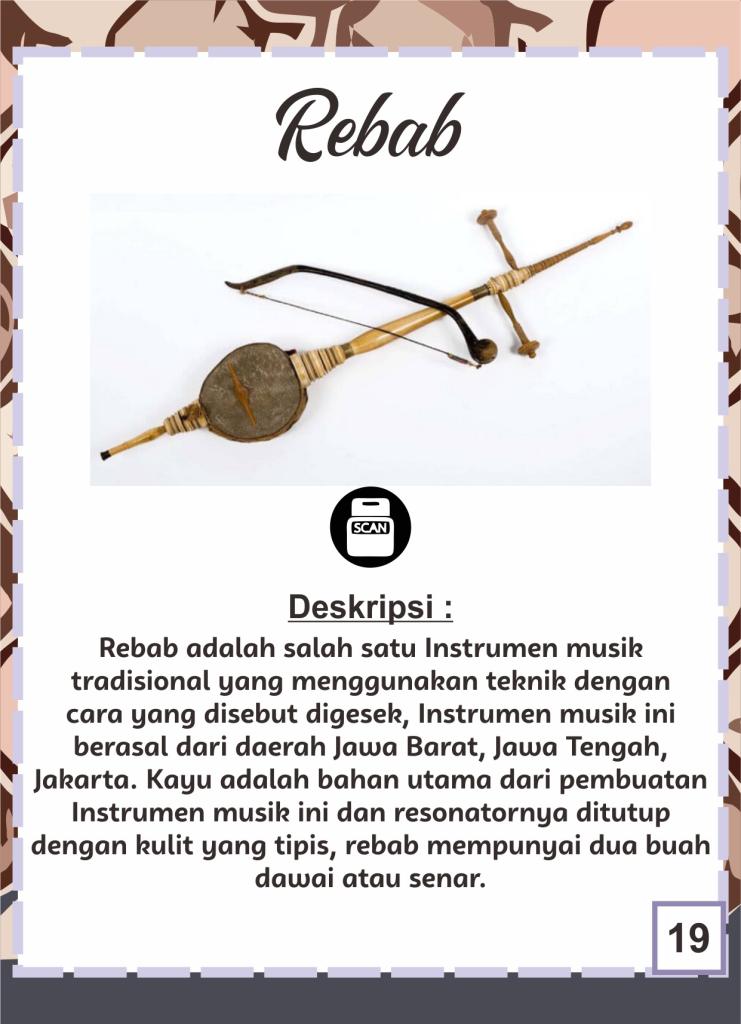 Rebab
SCAN
Deskripsi :
Rebab adalah salah satu Instrumen musik
tradisional yang menggunakan teknik dengan
cara yang disebut digesek, Instrumen musik ini
berasal dari daerah Jawa Barat, Jawa Tengah,
Jakarta. Kayu adalah bahan utama dari pembuatan
Instrumen musik ini dan resonatornya ditutup
dengan kulit yang tipis, rebab mempunyai dua buah
dawai atau senar.
19